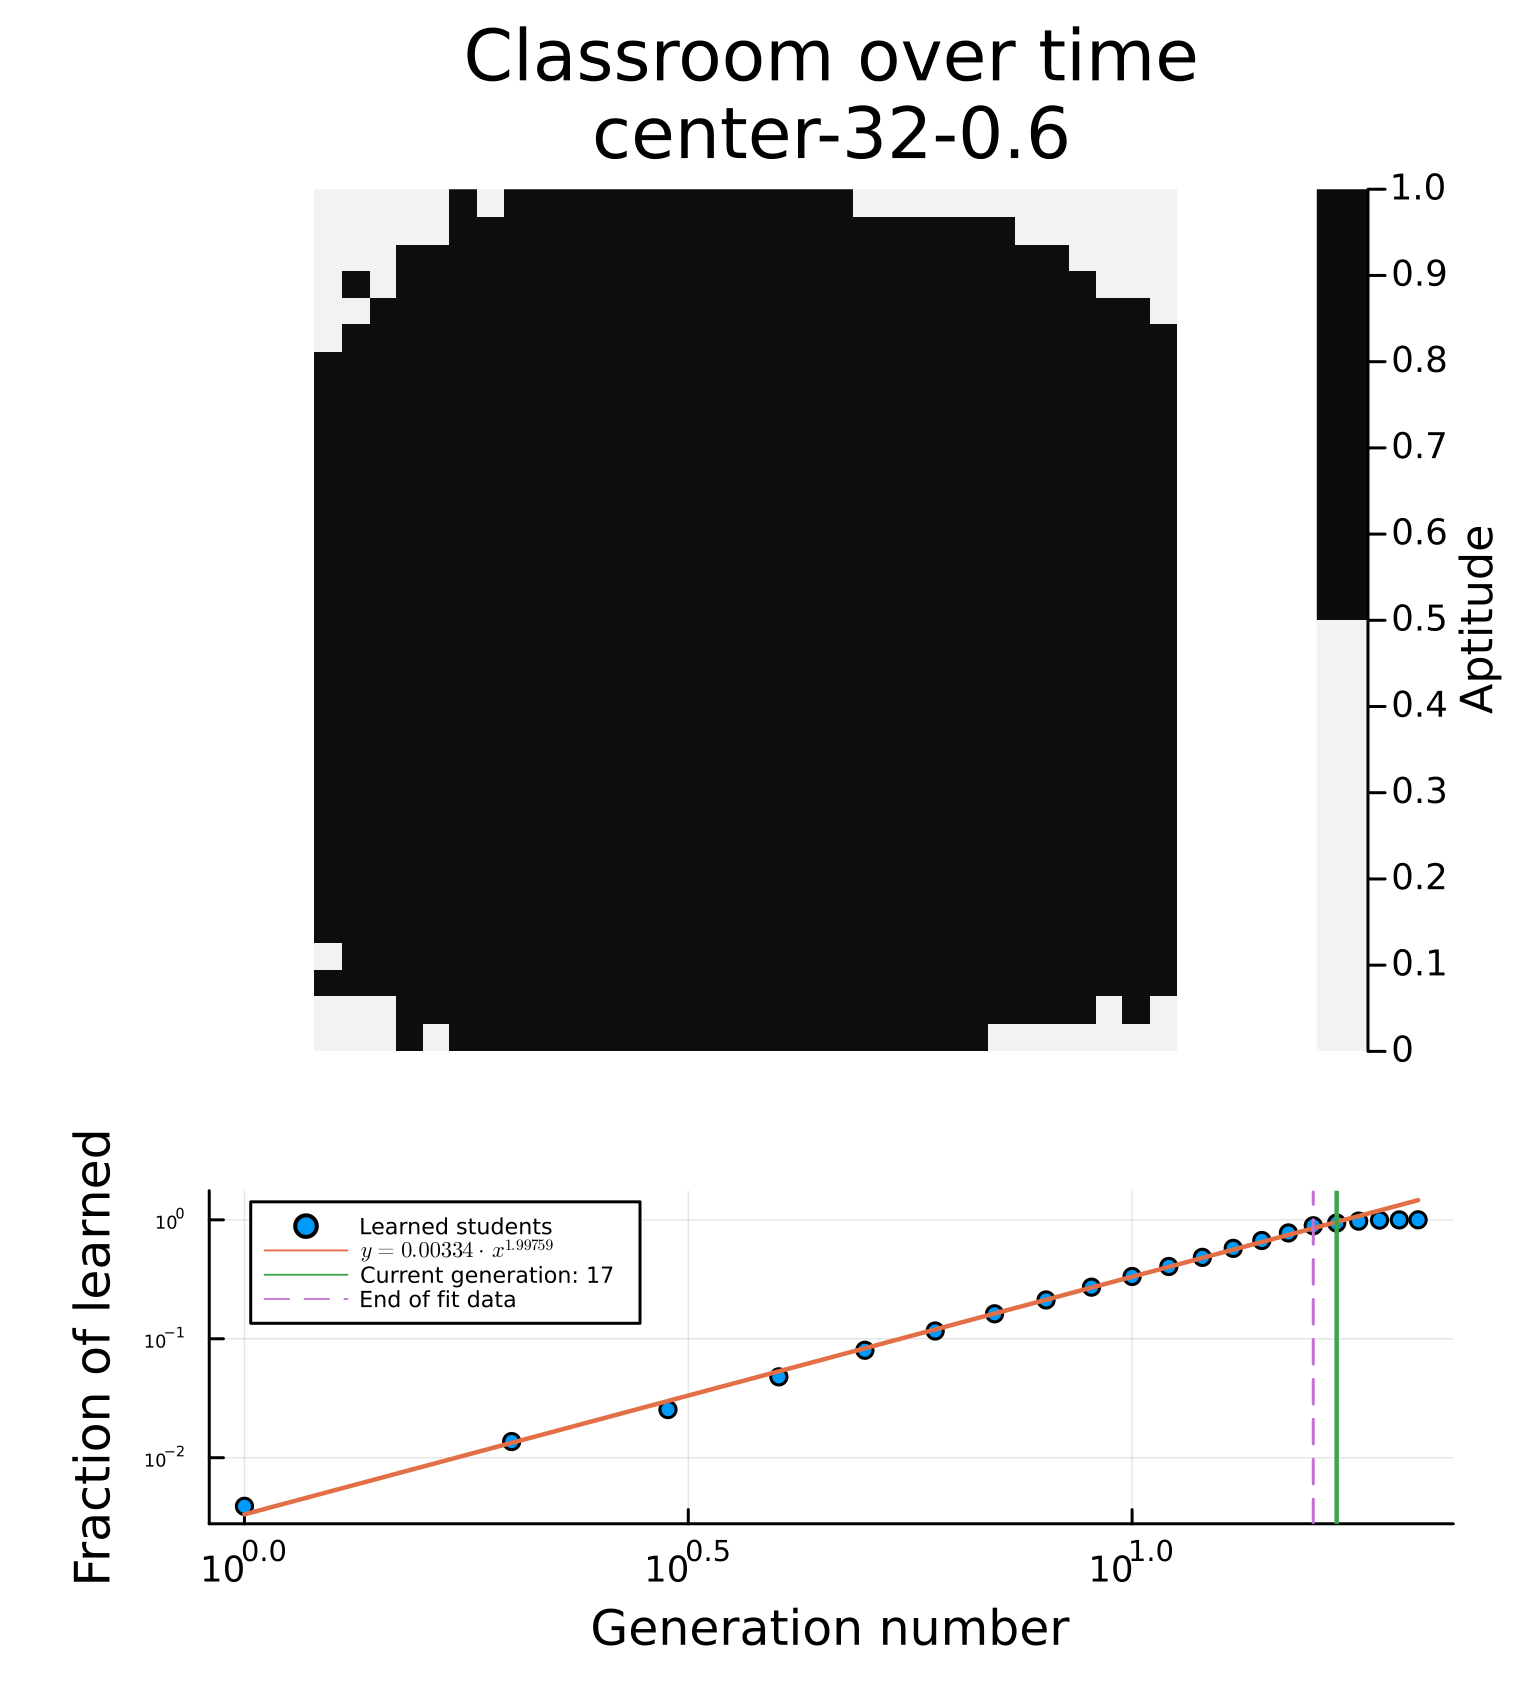 Classroom over time
center-32-0.6
1.0
0.9
0.8
0.7
0.6
0.5
0.4
0.3
0.2
0.1
0
Aptitude
Fraction of learned
10^0
10^−1
10^−2
Learned students
y = 0.00334 · x^1.99759
Current generation: 17
End of fit data
10^0.0
10^0.5
10^1.0
Generation number